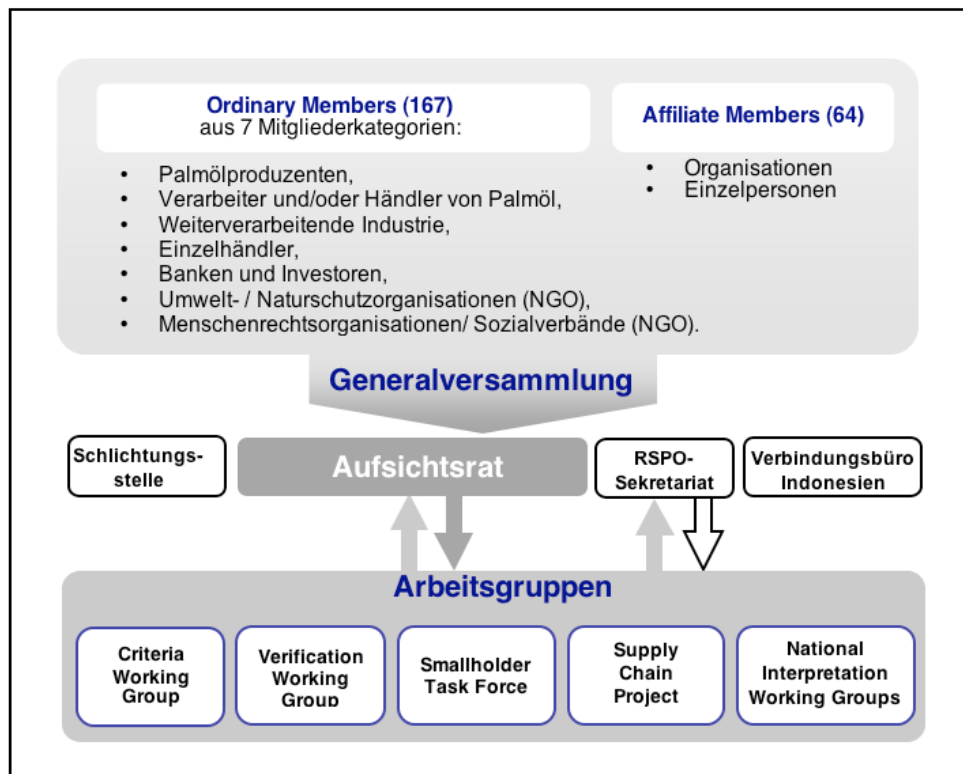 Ordinary Members (167)
aus 7 Mitgliederkategorien:
• Palmölproduzenten,
• Verarbeiter und/oder Händler von Palmöl,
• Weiterverarbeitende Industrie,
• Einzelhändler,
• Banken und Investoren,
• Umwelt- / Naturschutzorganisationen (NGO),
• Menschenrechtsorganisationen/ Sozialverbände (NGO).
Affiliate Members (64)
• Organisationen
• Einzelpersonen
Generalversammlung
Schlichtungs-
stelle
Aufsichtsrat
RSPO-
Sekretariat
Verbindungsbüro
Indonesien
Arbeitsgruppen
Criteria
Working
Group
Verification
Working
Group
Smallholder
Task Force
Supply
Chain
Project
National
Interpretation
Working Groups